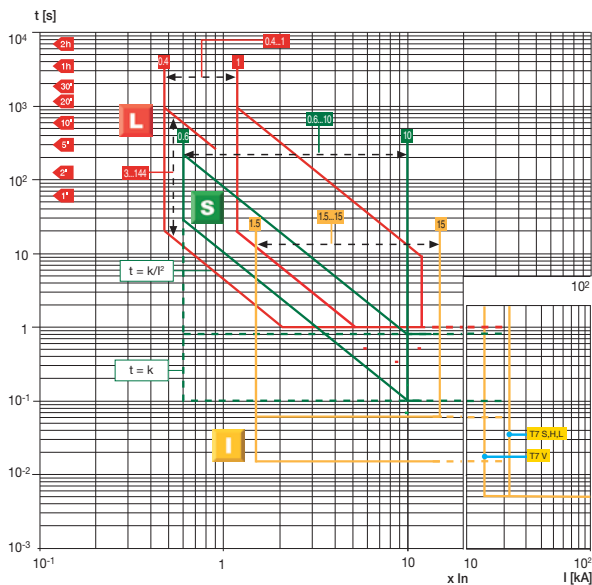 t [s]
10⁴
2h
1h
30'
20'
10³
10'
5'
2'
10²
1'
10
1
10⁻¹
10⁻²
10⁻³
0.4
0.4...1
1
L
0.6
0.6...10
10
3...144
S
1.5
1.5...15
15
t = k/I²
t = k
I
10²
T7 S,H,L
T7 V
10⁻¹
1
10
x In
10
10²
I [kA]